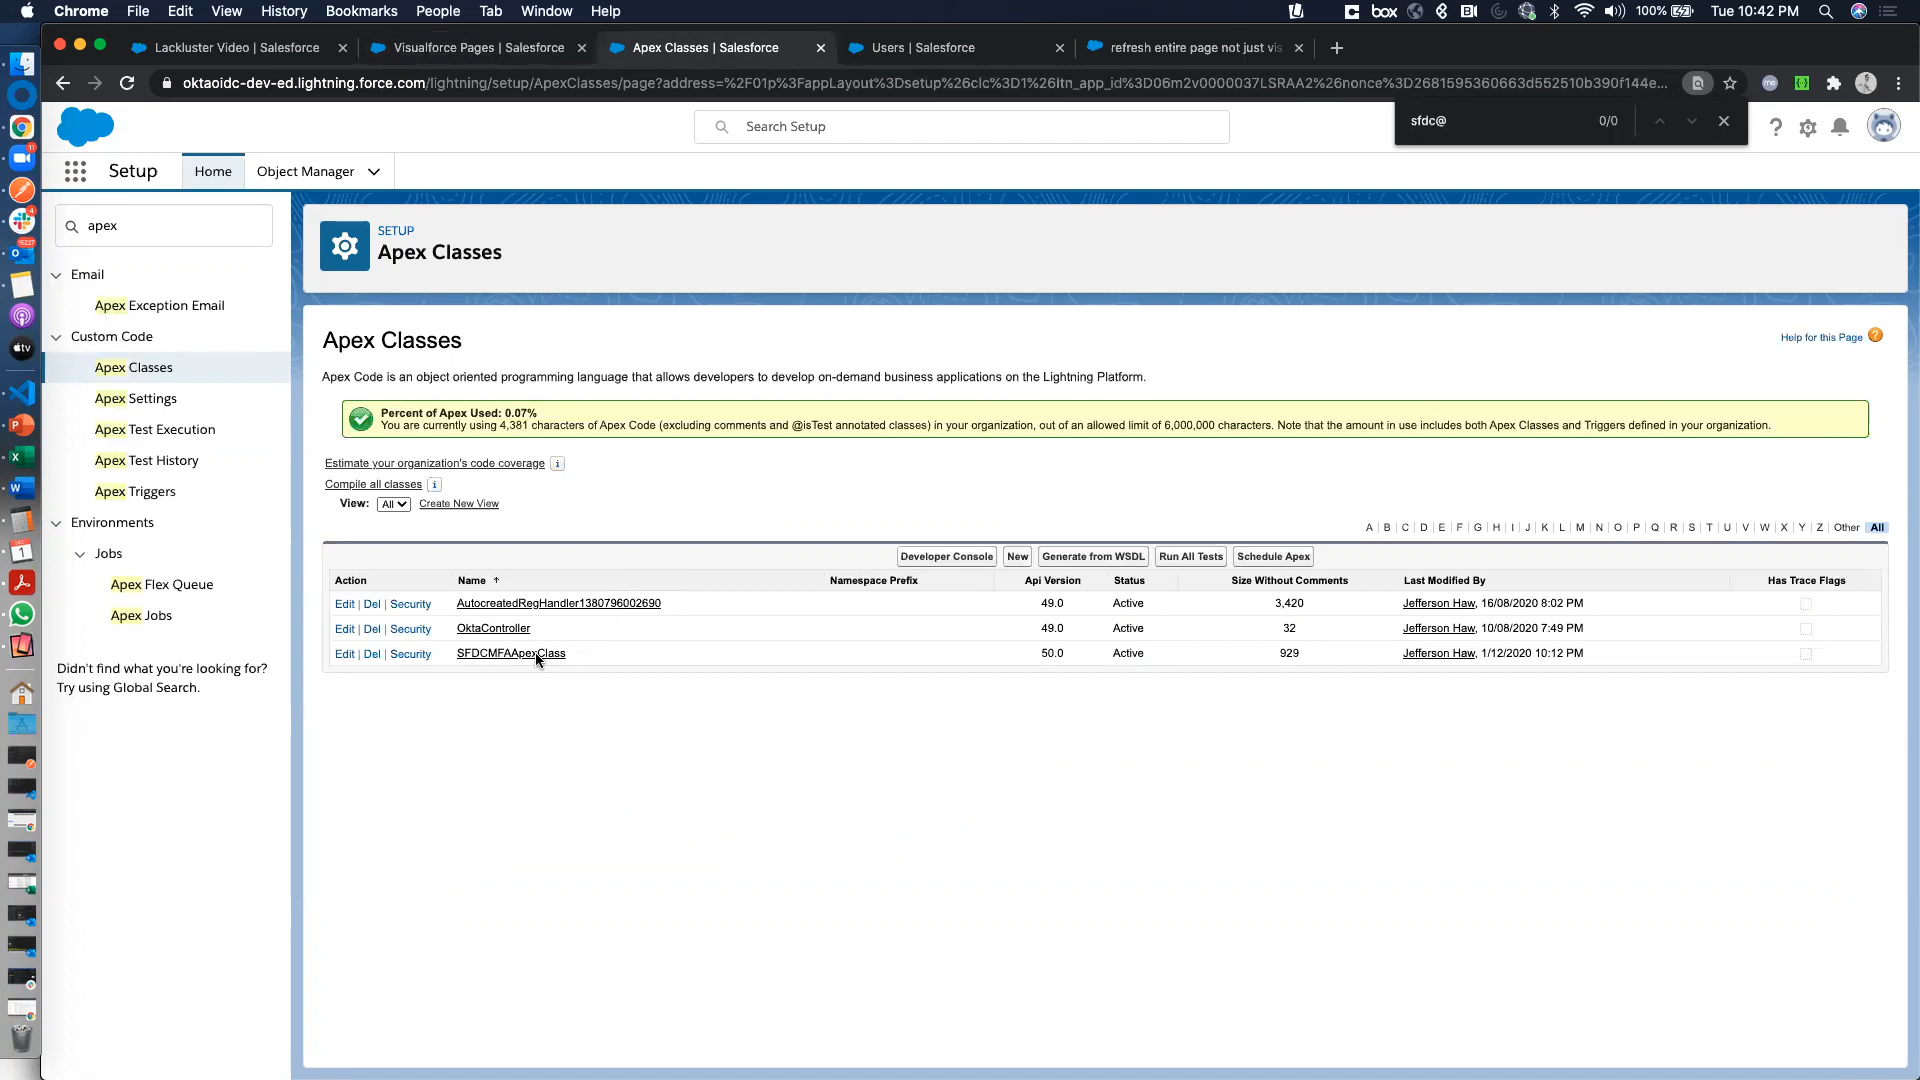 Chrome File Edit View History Bookmarks People Tab Window Help box 100% Tue 10:42 PM
Lackluster Video | Salesforce Visualforce Pages | Salesforce Apex Classes | Salesforce Users | Salesforce refresh entire page not just vis
oktaoidc-dev-ed.lightning.force.com/lightning/setup/ApexClasses/page?address=%2F01p%3FappLayout%3Dsetup%26clc%3D1%26ltn_app_id%3D06m2v0000037LSRAA2%26nonce%3D2681595360663d552510b390f144e...
sfdc@ 0/0
Search Setup
Setup Home Object Manager
apex
Email
Apex Exception Email
Custom Code
Apex Classes
Apex Settings
Apex Test Execution
Apex Test History
Apex Triggers
Environments
Jobs
Apex Flex Queue
Apex Jobs
Didn't find what you're looking for?
Try using Global Search.
SETUP
Apex Classes
Apex Classes
Help for this Page
Apex Code is an object oriented programming language that allows developers to develop on-demand business applications on the Lightning Platform.
Percent of Apex Used: 0.07%
You are currently using 4,381 characters of Apex Code (excluding comments and @isTest annotated classes) in your organization, out of an allowed limit of 6,000,000 characters. Note that the amount in use includes both Apex Classes and Triggers defined in your organization.
Estimate your organization's code coverage i
Compile all classes i
View: All Create New View
A | B | C | D | E | F | G | H | I | J | K | L | M | N | O | P | Q | R | S | T | U | V | W | X | Y | Z | Other All
Developer Console New Generate from WSDL Run All Tests Schedule Apex
Action Name Namespace Prefix Api Version Status Size Without Comments Last Modified By Has Trace Flags
Edit | Del | Security AutocreatedRegHandler1380796002690 49.0 Active 3,420 Jefferson Haw, 16/08/2020 8:02 PM
Edit | Del | Security OktaController 49.0 Active 32 Jefferson Haw, 10/08/2020 7:49 PM
Edit | Del | Security SFDCMFAApexClass 50.0 Active 929 Jefferson Haw, 1/12/2020 10:12 PM